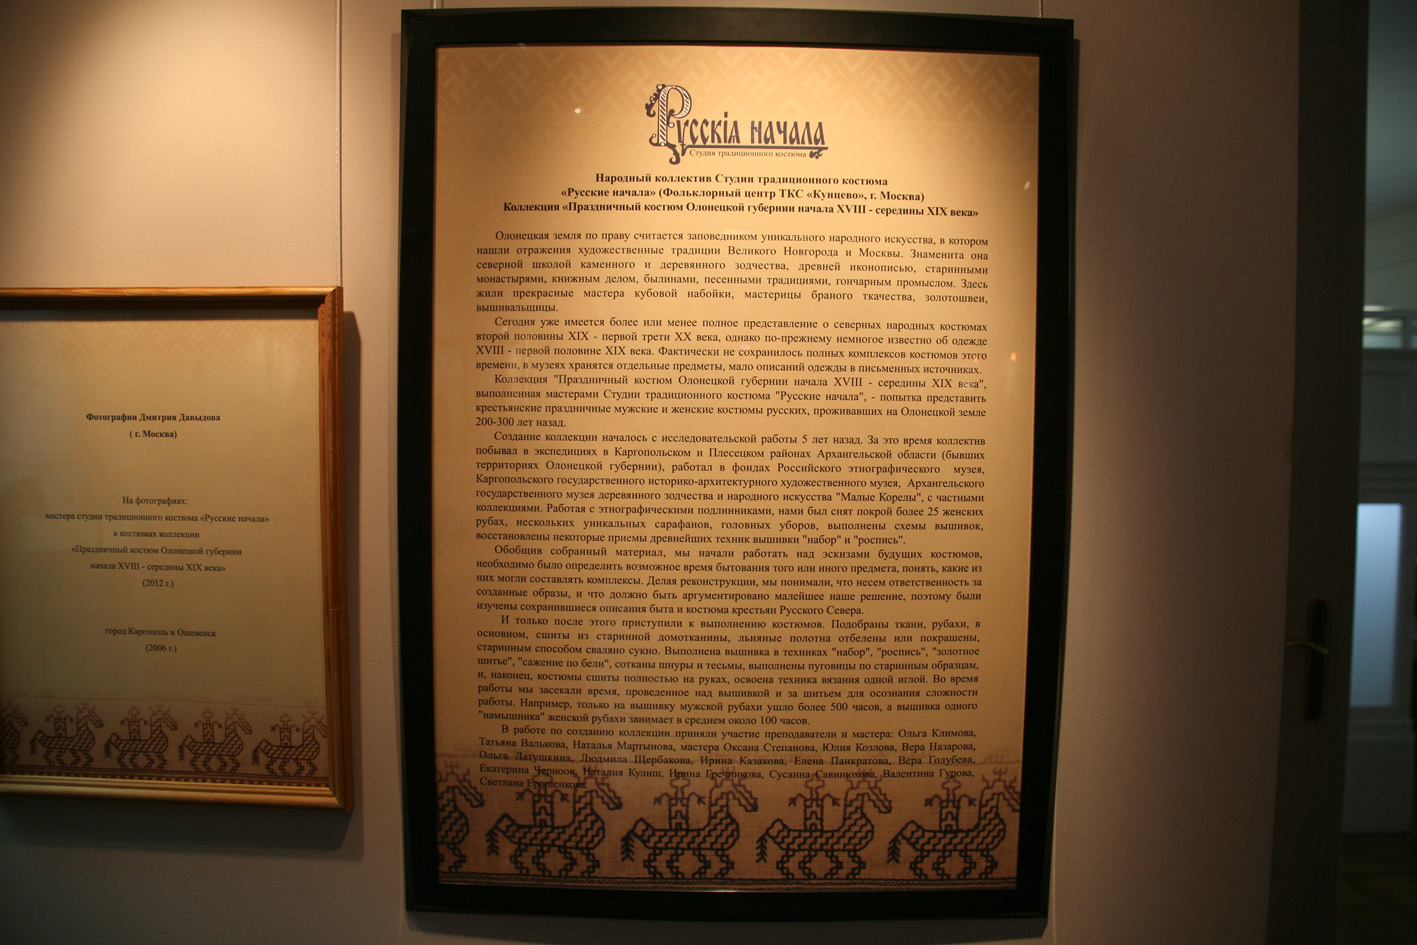 Фотографии Дмитрия Давыдова
( г. Москва)
На фотографиях:
мастера студии традиционного костюма «Русские начала»
в костюмах коллекции
«Праздничный костюм Олонецкой губернии
начала XVIII - середины XIX века»
(2012 г.)
город Каргополь и Ошевенск
(2006 г.)
Русскія начала
Студия традиционного костюма
Народный коллектив Студии традиционного костюма
«Русские начала» (Фольклорный центр ТКС «Кунцево», г. Москва)
Коллекция «Праздничный костюм Олонецкой губернии начала XVIII - середины XIX века»
Олонецкая земля по праву считается заповедником уникального народного искусства, в котором
нашли отражения художественные традиции Великого Новгорода и Москвы. Знаменита она
северной школой каменного и деревянного зодчества, древней иконописью, старинными
монастырями, книжным делом, былинами, песенными традициями, гончарным промыслом. Здесь
жили прекрасные мастера кубовой набойки, мастерицы браного ткачества, золотошвеи,
вышивальщицы.
Сегодня уже имеется более или менее полное представление о северных народных костюмах
второй половины XIX - первой трети XX века, однако по-прежнему немногое известно об одежде
XVIII - первой половине XIX века. Фактически не сохранилось полных комплексов костюмов этого
времени, в музеях хранятся отдельные предметы, мало описаний одежды в письменных источниках.
Коллекция "Праздничный костюм Олонецкой губернии начала XVIII - середины XIX века",
выполненная мастерами Студии традиционного костюма "Русские начала", - попытка представить
крестьянские праздничные мужские и женские костюмы русских, проживавших на Олонецкой земле
200-300 лет назад.
Создание коллекции началось с исследовательской работы 5 лет назад. За это время коллектив
побывал в экспедициях в Каргопольском и Плесецком районах Архангельской области (бывших
территориях Олонецкой губернии), работал в фондах Российского этнографического музея,
Каргопольского государственного историко-архитектурного художественного музея, Архангельского
государственного музея деревянного зодчества и народного искусства "Малые Корелы", с частными
коллекциями. Работая с этнографическими подлинниками, нами был снят покрой более 25 женских
рубах, нескольких уникальных сарафанов, головных уборов, выполнены схемы вышивок,
восстановлены некоторые приемы древнейших техник вышивки "набор" и "роспись".
Обобщив собранный материал, мы начали работать над эскизами будущих костюмов,
необходимо было определить возможное время бытования того или иного предмета, понять, какие из
них могли составлять комплексы. Делая реконструкции, мы понимали, что несем ответственность за
созданные образы, и что должно быть аргументировано малейшее наше решение, поэтому были
изучены сохранившиеся описания быта и костюма крестьян Русского Севера.
И только после этого приступили к выполнению костюмов. Подобраны ткани, рубахи, в
основном, сшиты из старинной домотканины, льняные полотна отбелены или покрашены,
старинным способом сваляно сукно. Выполнена вышивка в техниках "набор", "роспись", "золотное
шитье", "сажение по бели", сотканы шнуры и тесьмы, выполнены пуговицы по старинным образцам,
и, наконец, костюмы сшиты полностью на руках, освоена техника вязания одной иглой. Во время
работы мы засекали время, проведенное над вышивкой и за шитьем для осознания сложности
работы. Например, только на вышивку мужской рубахи ушло более 500 часов, а вышивка одного
"намышника" женской рубахи занимает в среднем около 100 часов.
В работе по созданию коллекции приняли участие преподаватели и мастера: Ольга Климова,
Татьяна Валькова, Наталья Мартынова, мастера Оксана Степанова, Юлия Козлова, Вера Назарова,
Ольга Латушкина, Людмила Щербакова, Ирина Казакова, Елена Панкратова, Вера Голубева,
Екатерина Черноок, Наталия Кулиш, Ирина Гречникова, Сусанна Савинюхова, Валентина Гурова,
Светлана Ерошенкова.